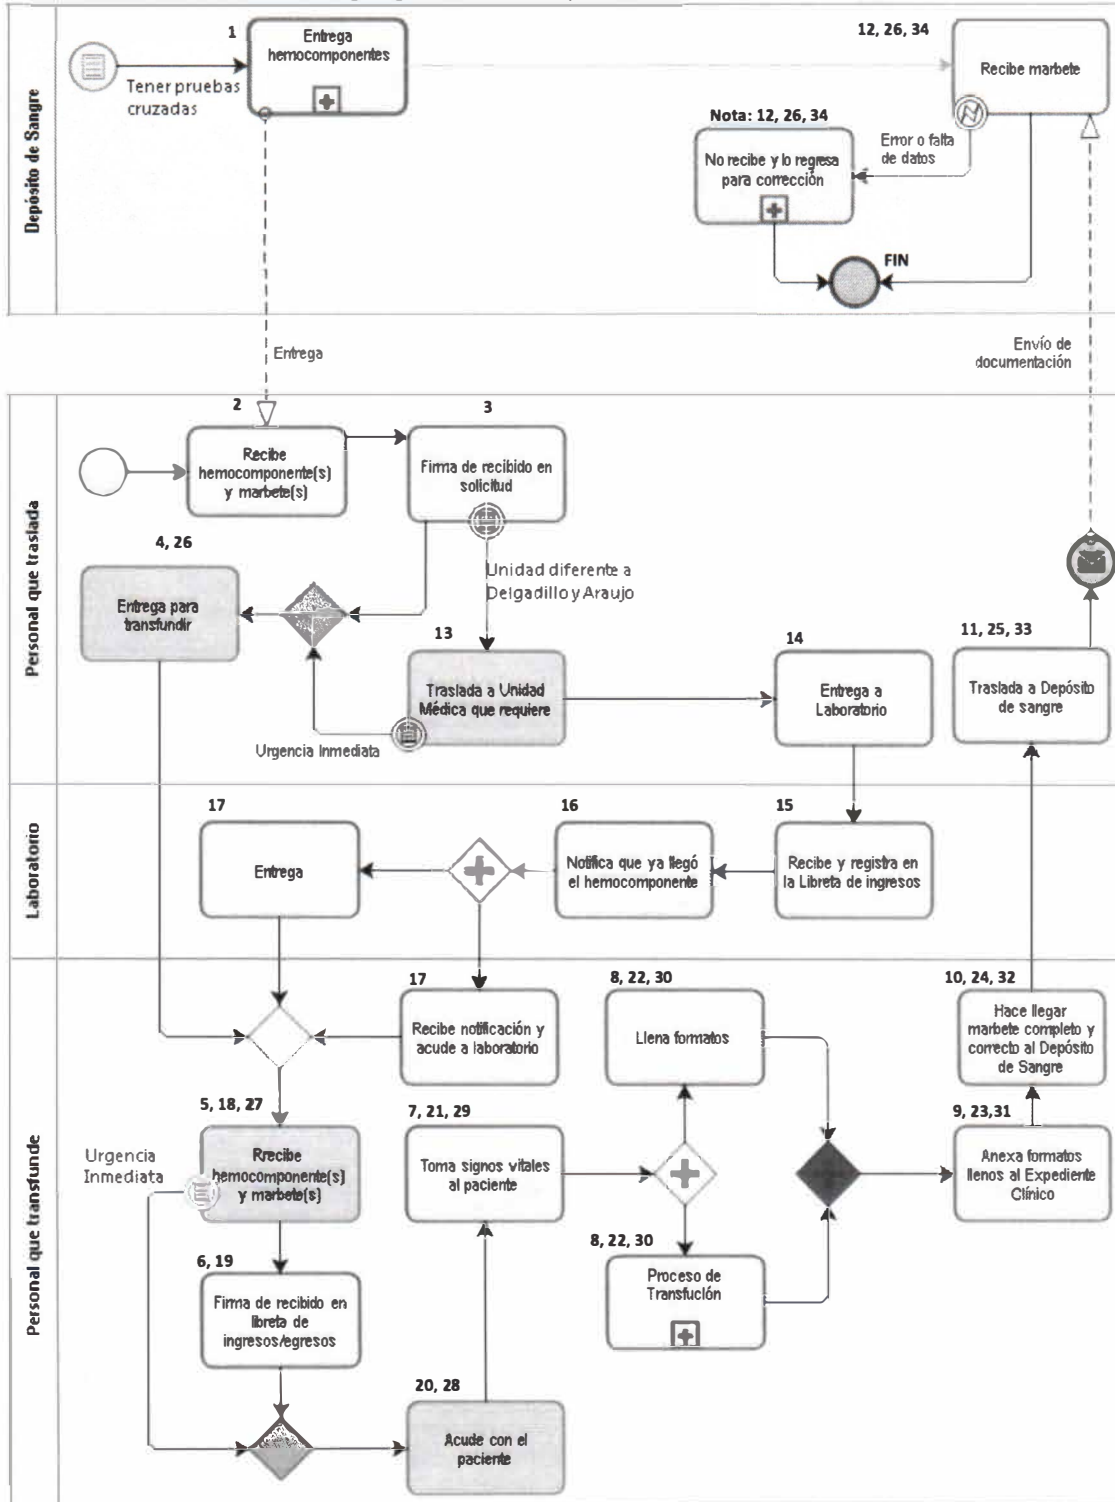 Depósito de Sangre
1
Entrega
hemocomponentes
Tener pruebas
cruzadas
12, 26, 34
Recibe marbete
Nota: 12, 26, 34
No recibe y lo regresa
para corrección
Error o falta
de datos
FIN
Entrega
Envío de
documentación
Personal que traslada
2
Recibe
hemocomponente(s)
y marbete(s)
3
Firma de recibido en
solicitud
4, 26
Entrega para
transfundir
Unidad diferente a
Delgadillo y Araujo
13
Traslada a Unidad
Médica que requiere
Urgencia Inmediata
14
Entrega a
Laboratorio
11, 25, 33
Traslada a Depósito
de sangre
Laboratorio
17
Entrega
16
Notifica que ya llegó
el hemocomponente
15
Recibe y registra en
la Libreta de ingresos
Personal que transfunde
17
Recibe notificación y
acude a laboratorio
8, 22, 30
Llena formatos
10, 24, 32
Hace llegar
marbete completo y
correcto al Depósito
de Sangre
5, 18, 27
Rrecibe
hemocomponente(s)
y marbete(s)
Urgencia
Inmediata
7, 21, 29
Toma signos vitales
al paciente
9, 23,31
Anexa formatos
llenos al Expediente
Clínico
6, 19
Firma de recibido en
libreta de
ingresos/egresos
8, 22, 30
Proceso de
Transfución
20, 28
Acude con el
paciente